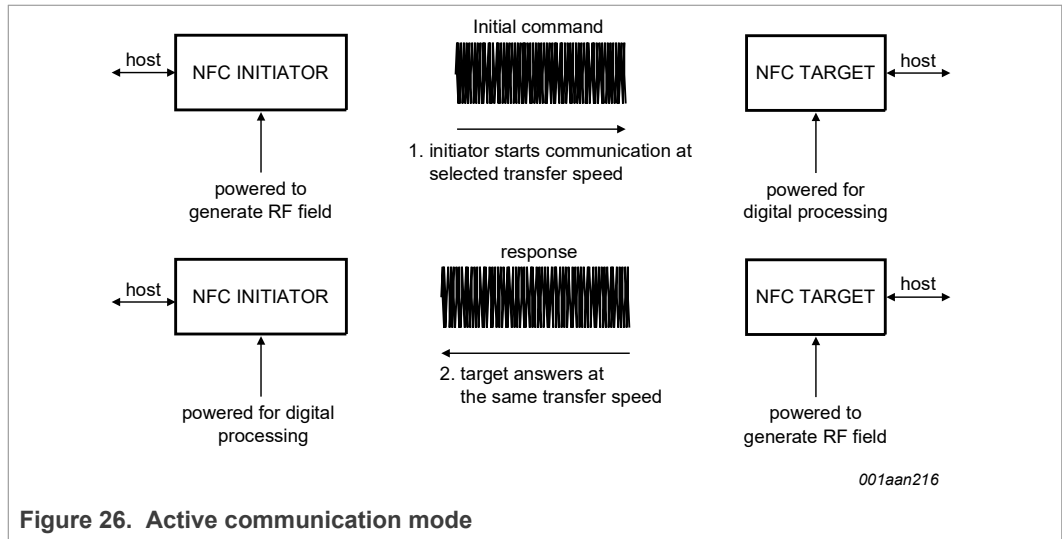 Initial command
host
NFC INITIATOR
NFC TARGET
host
1. initiator starts communication at
selected transfer speed
powered to
generate RF field
powered for
digital processing
response
host
NFC INITIATOR
NFC TARGET
host
2. target answers at
the same transfer speed
powered for digital
processing
powered to
generate RF field
001aan216
Figure 26. Active communication mode